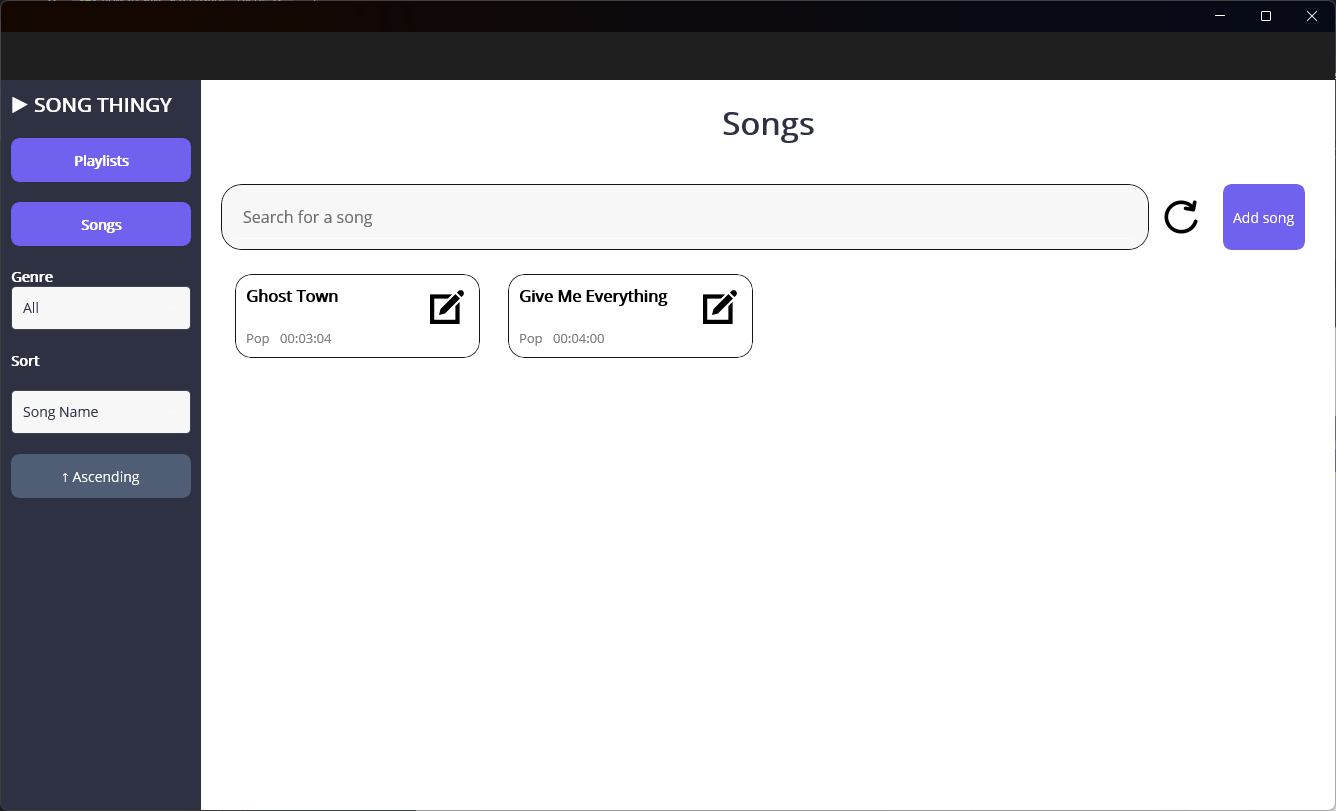 SONG THINGY
Playlists
Songs
Genre
All
Sort
Song Name
↑ Ascending
Songs
Search for a song
Add song
Ghost Town
Pop 00:03:04
Give Me Everything
Pop 00:04:00